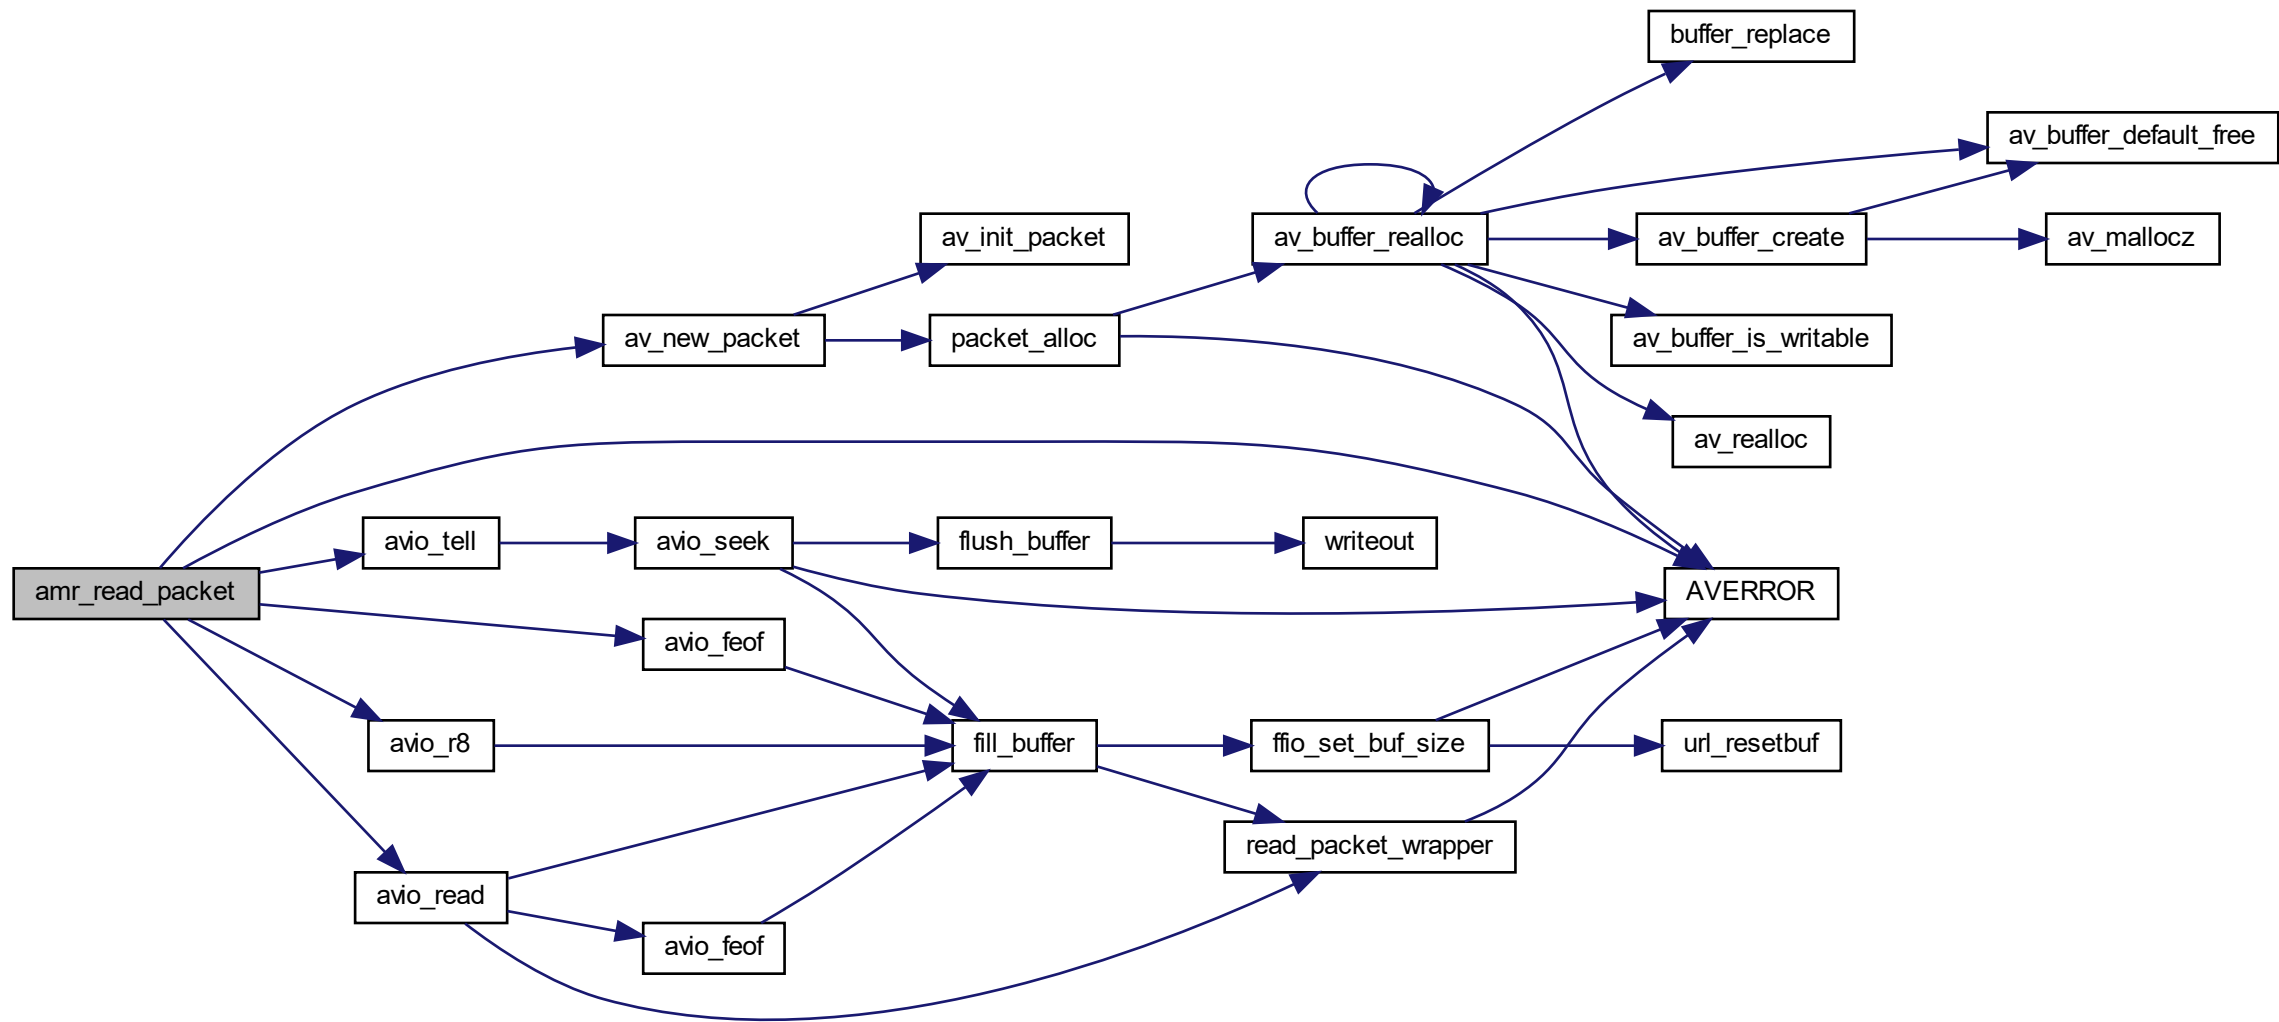 buffer_replace
av_buffer_default_free
av_init_packet
av_buffer_realloc
av_buffer_create
av_mallocz
av_new_packet
packet_alloc
av_buffer_is_writable
av_realloc
avio_tell
avio_seek
flush_buffer
writeout
amr_read_packet
AVERROR
avio_feof
avio_r8
fill_buffer
ffio_set_buf_size
url_resetbuf
read_packet_wrapper
avio_read
avio_feof